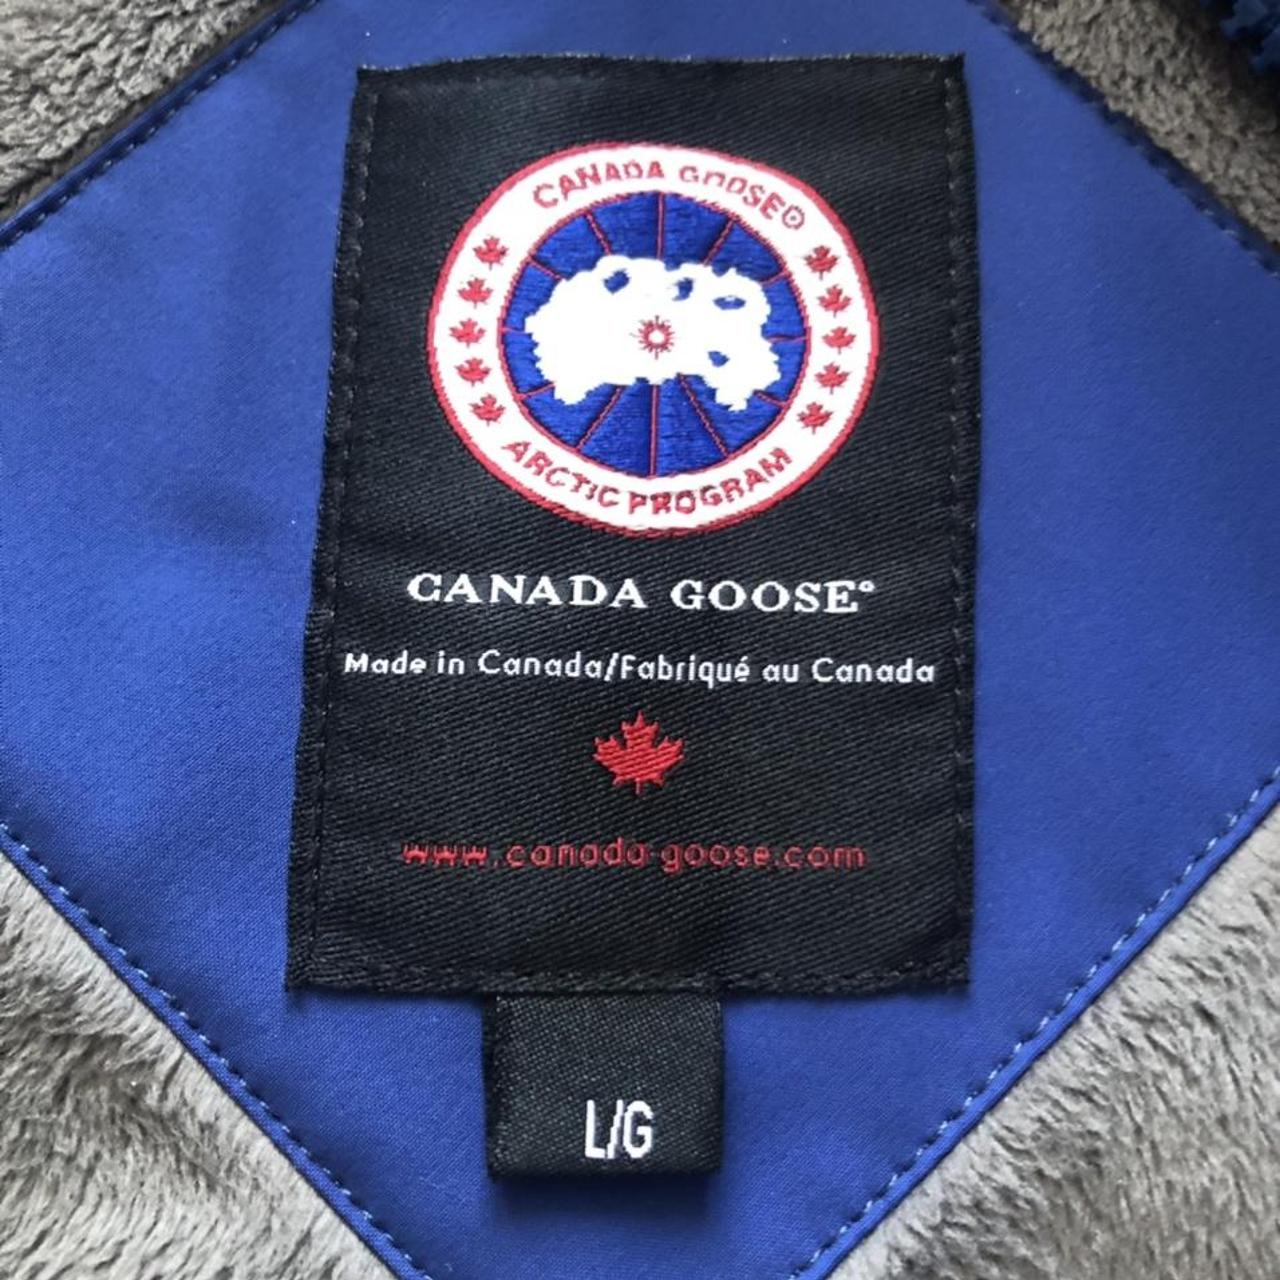 CANADA GOOSE®
ARCTIC PROGRAM
CANADA GOOSE®
Made in Canada/Fabriqué au Canada
www.canada-goose.com
L/G